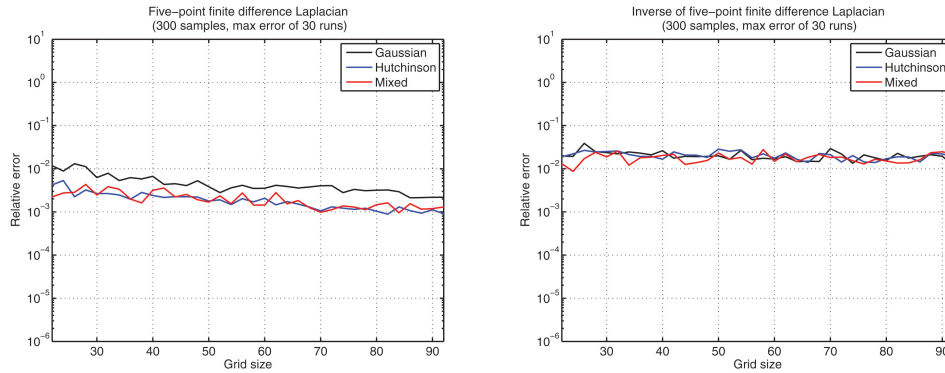 Five−point finite difference Laplacian
(300 samples, max error of 30 runs)
10^1
10^0
10^−1
10^−2
10^−3
10^−4
10^−5
10^−6
Relative error
Gaussian
Hutchinson
Mixed
30 40 50 60 70 80 90
Grid size
Inverse of five−point finite difference Laplacian
(300 samples, max error of 30 runs)
10^1
10^0
10^−1
10^−2
10^−3
10^−4
10^−5
10^−6
Relative error
Gaussian
Hutchinson
Mixed
30 40 50 60 70 80 90
Grid size